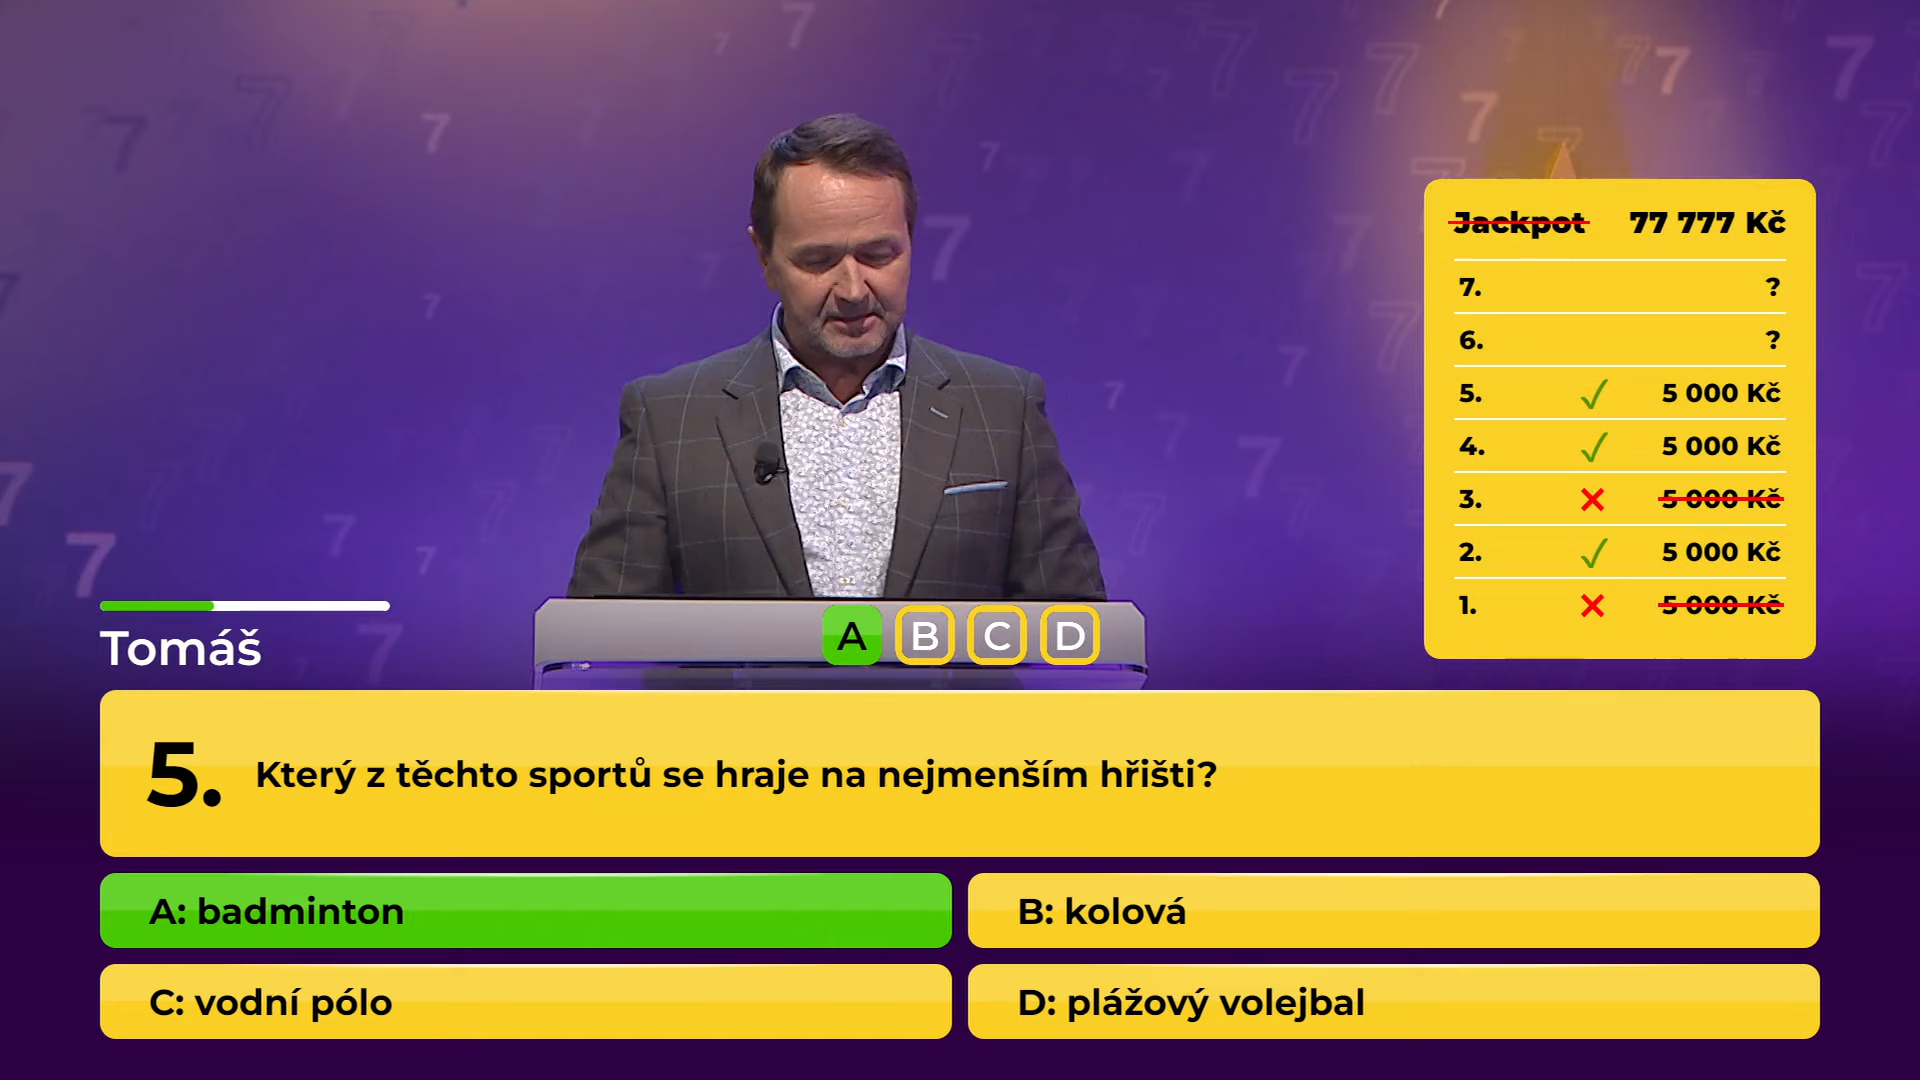 Jackpot 77 777 Kč
7. ?
6. ?
5. ✓ 5 000 Kč
4. ✓ 5 000 Kč
3. ✕ 5 000 Kč
2. ✓ 5 000 Kč
1. ✕ 5 000 Kč
Tomáš
A B C D
5. Který z těchto sportů se hraje na nejmenším hřišti?
A: badminton
B: kolová
C: vodní pólo
D: plážový volejbal